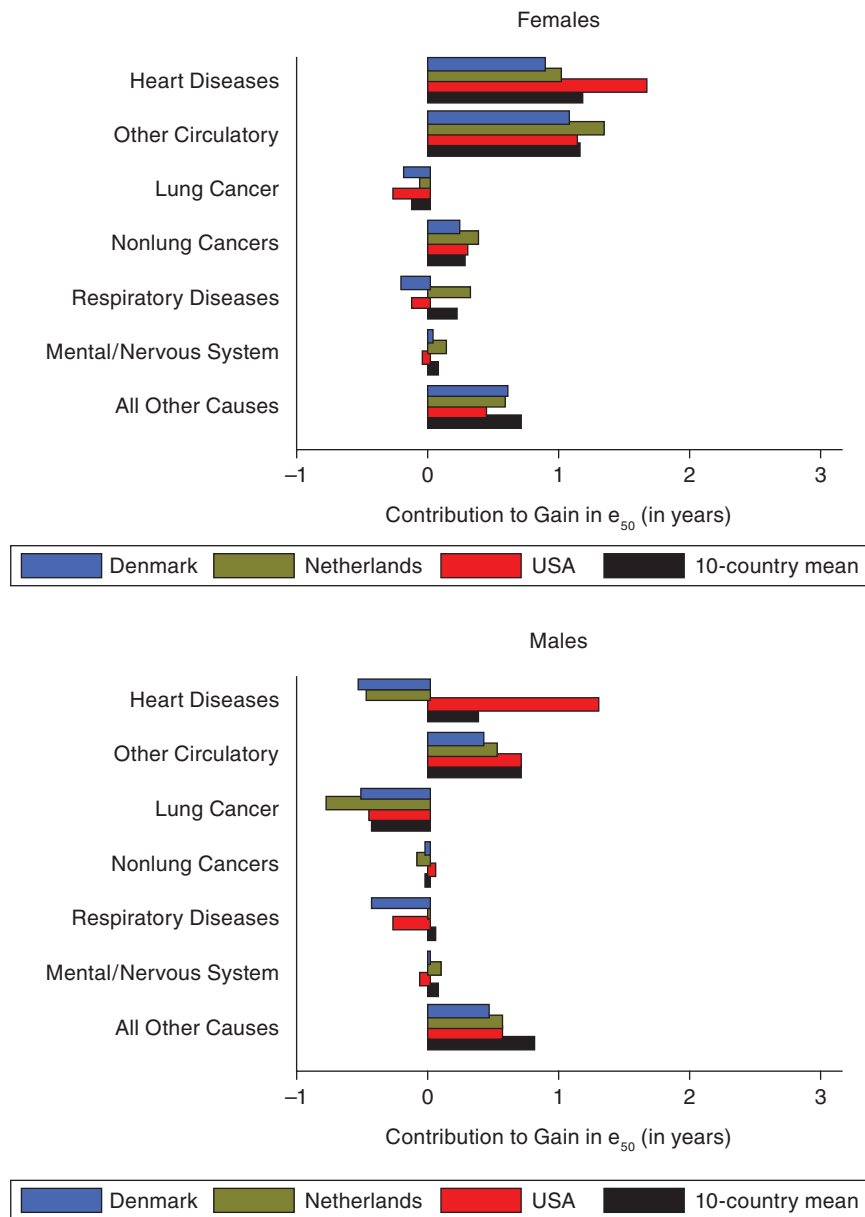 Females
Heart Diseases
Other Circulatory
Lung Cancer
Nonlung Cancers
Respiratory Diseases
Mental/Nervous System
All Other Causes
–1 0 1 2 3
Contribution to Gain in e50 (in years)
Denmark Netherlands USA 10-country mean
Males
Heart Diseases
Other Circulatory
Lung Cancer
Nonlung Cancers
Respiratory Diseases
Mental/Nervous System
All Other Causes
–1 0 1 2 3
Contribution to Gain in e50 (in years)
Denmark Netherlands USA 10-country mean